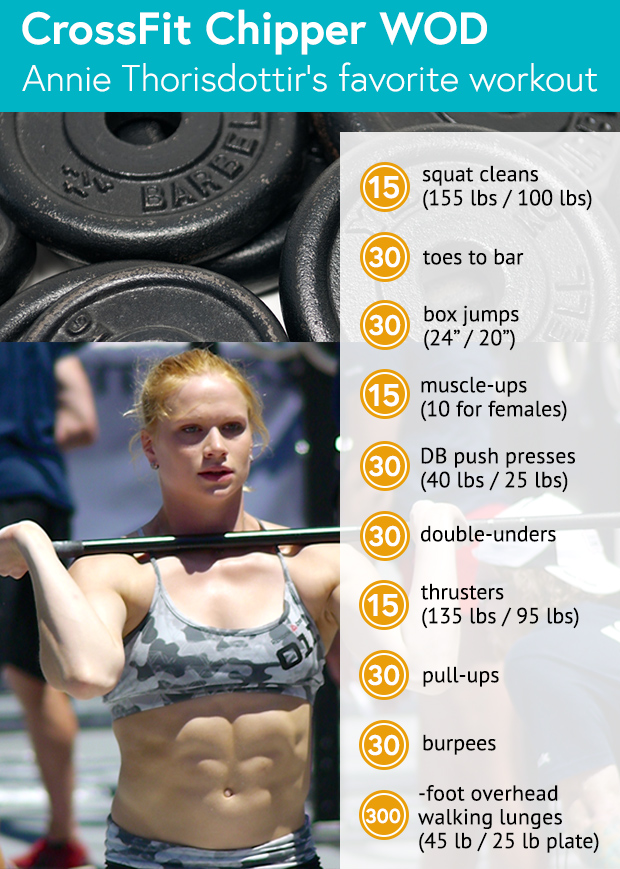 CrossFit Chipper WOD
Annie Thorisdottir's favorite workout
BARBELL
15 squat cleans
(155 lbs / 100 lbs)
30 toes to bar
30 box jumps
(24” / 20”)
15 muscle-ups
(10 for females)
30 DB push presses
(40 lbs / 25 lbs)
30 double-unders
15 thrusters
(135 lbs / 95 lbs)
30 pull-ups
30 burpees
300 -foot overhead
walking lunges
(45 lb / 25 lb plate)